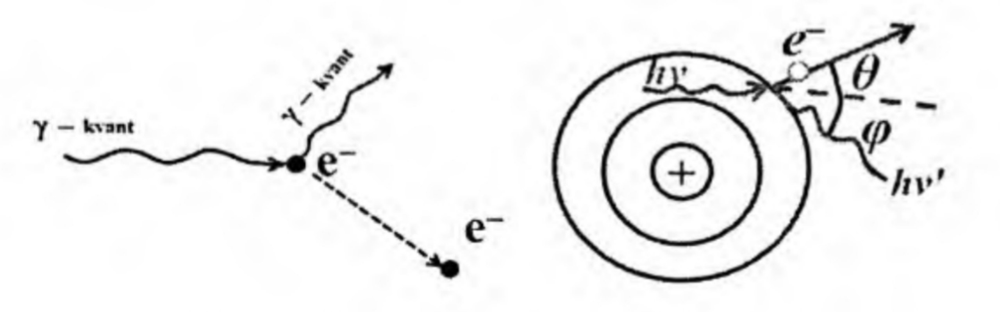 γ – kvant
γ – kvant
e⁻
e⁻
hν
+
e⁻
θ
φ
hν'